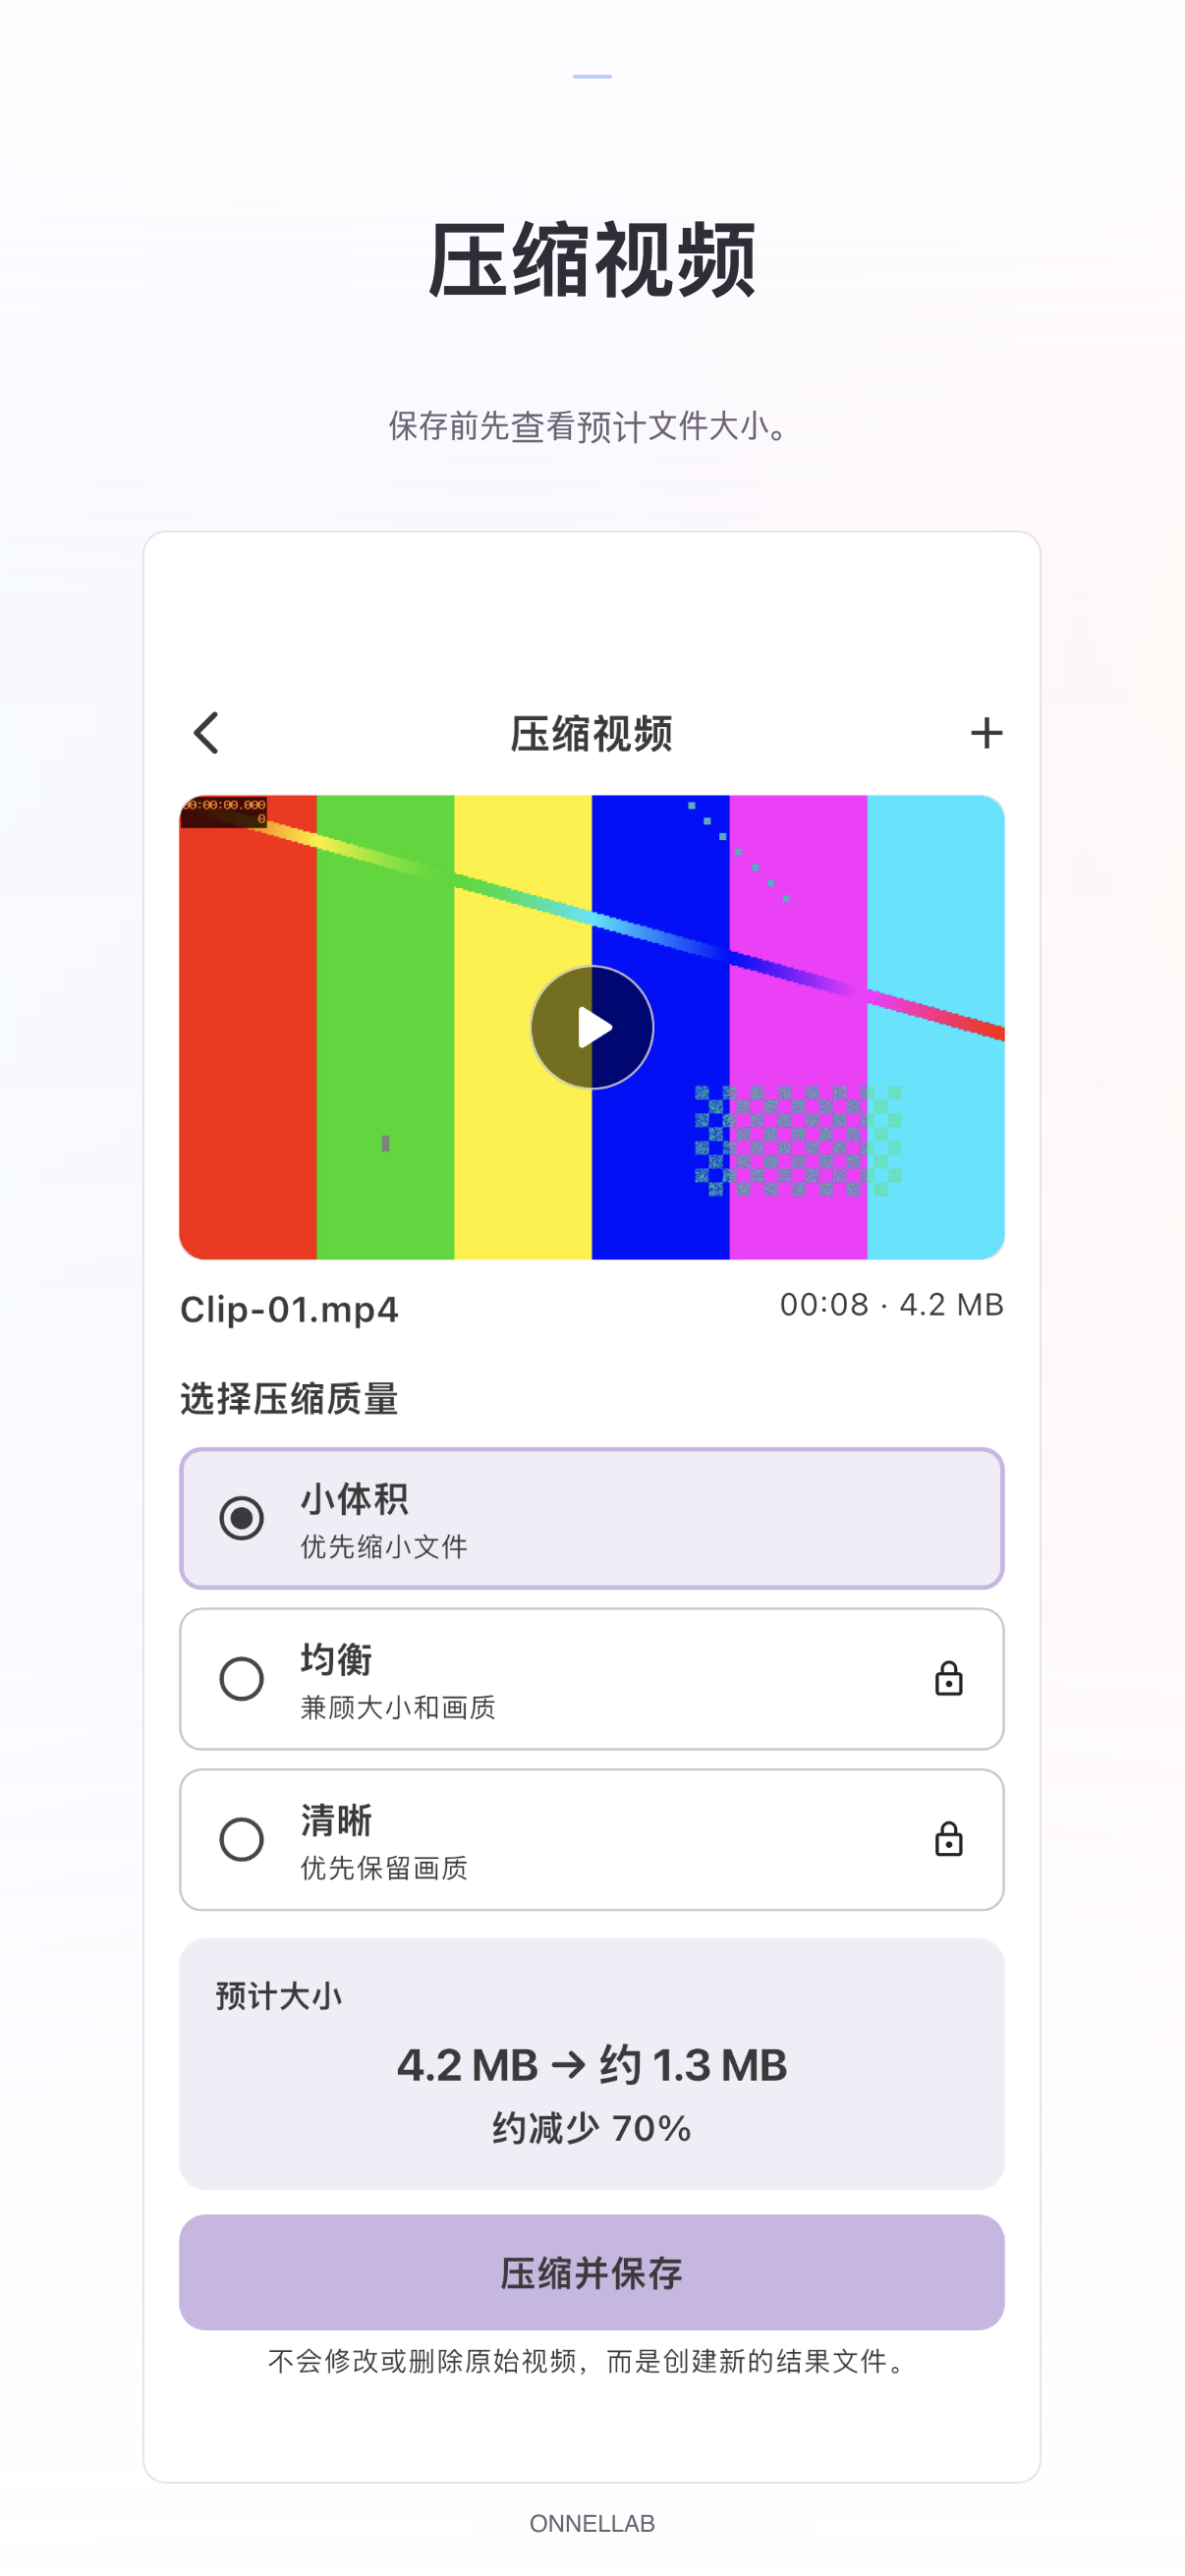 压缩视频
保存前先查看预计文件大小。
压缩视频
00:00:00.000
0
Clip-01.mp4
00:08 · 4.2 MB
选择压缩质量
小体积
优先缩小文件
均衡
兼顾大小和画质
清晰
优先保留画质
预计大小
4.2 MB → 约 1.3 MB
约减少 70%
压缩并保存
不会修改或删除原始视频，而是创建新的结果文件。
ONNELLAB